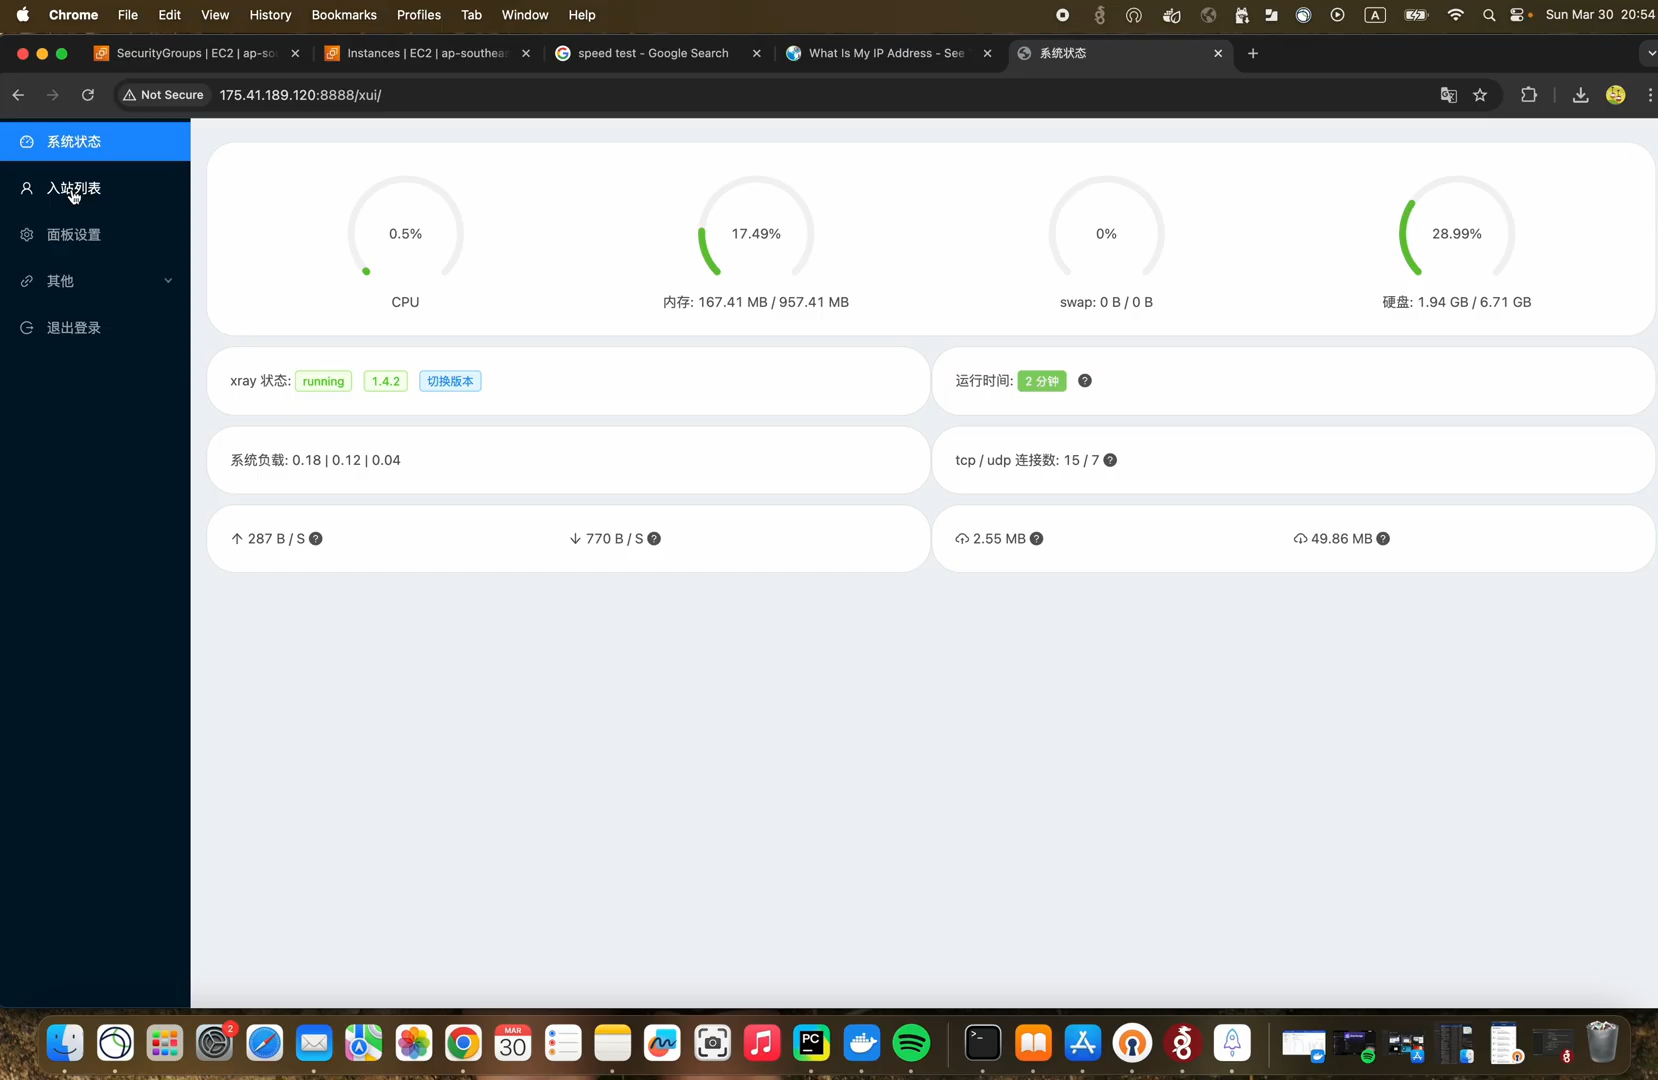 Chrome File Edit View History Bookmarks Profiles Tab Window Help A Sun Mar 30 20:54
SecurityGroups | EC2 | ap-sou Instances | EC2 | ap-southeas speed test - Google Search What Is My IP Address - See 系统状态
Not Secure 175.41.189.120:8888/xui/
系统状态
入站列表
面板设置
其他
退出登录
0.5%
CPU
17.49%
内存: 167.41 MB / 957.41 MB
0%
swap: 0 B / 0 B
28.99%
硬盘: 1.94 GB / 6.71 GB
xray 状态: running 1.4.2 切换版本
运行时间: 2 分钟 ?
系统负载: 0.18 | 0.12 | 0.04
tcp / udp 连接数: 15 / 7 ?
287 B / S ? 770 B / S ?
2.55 MB ? 49.86 MB ?
2
MAR
30
PC